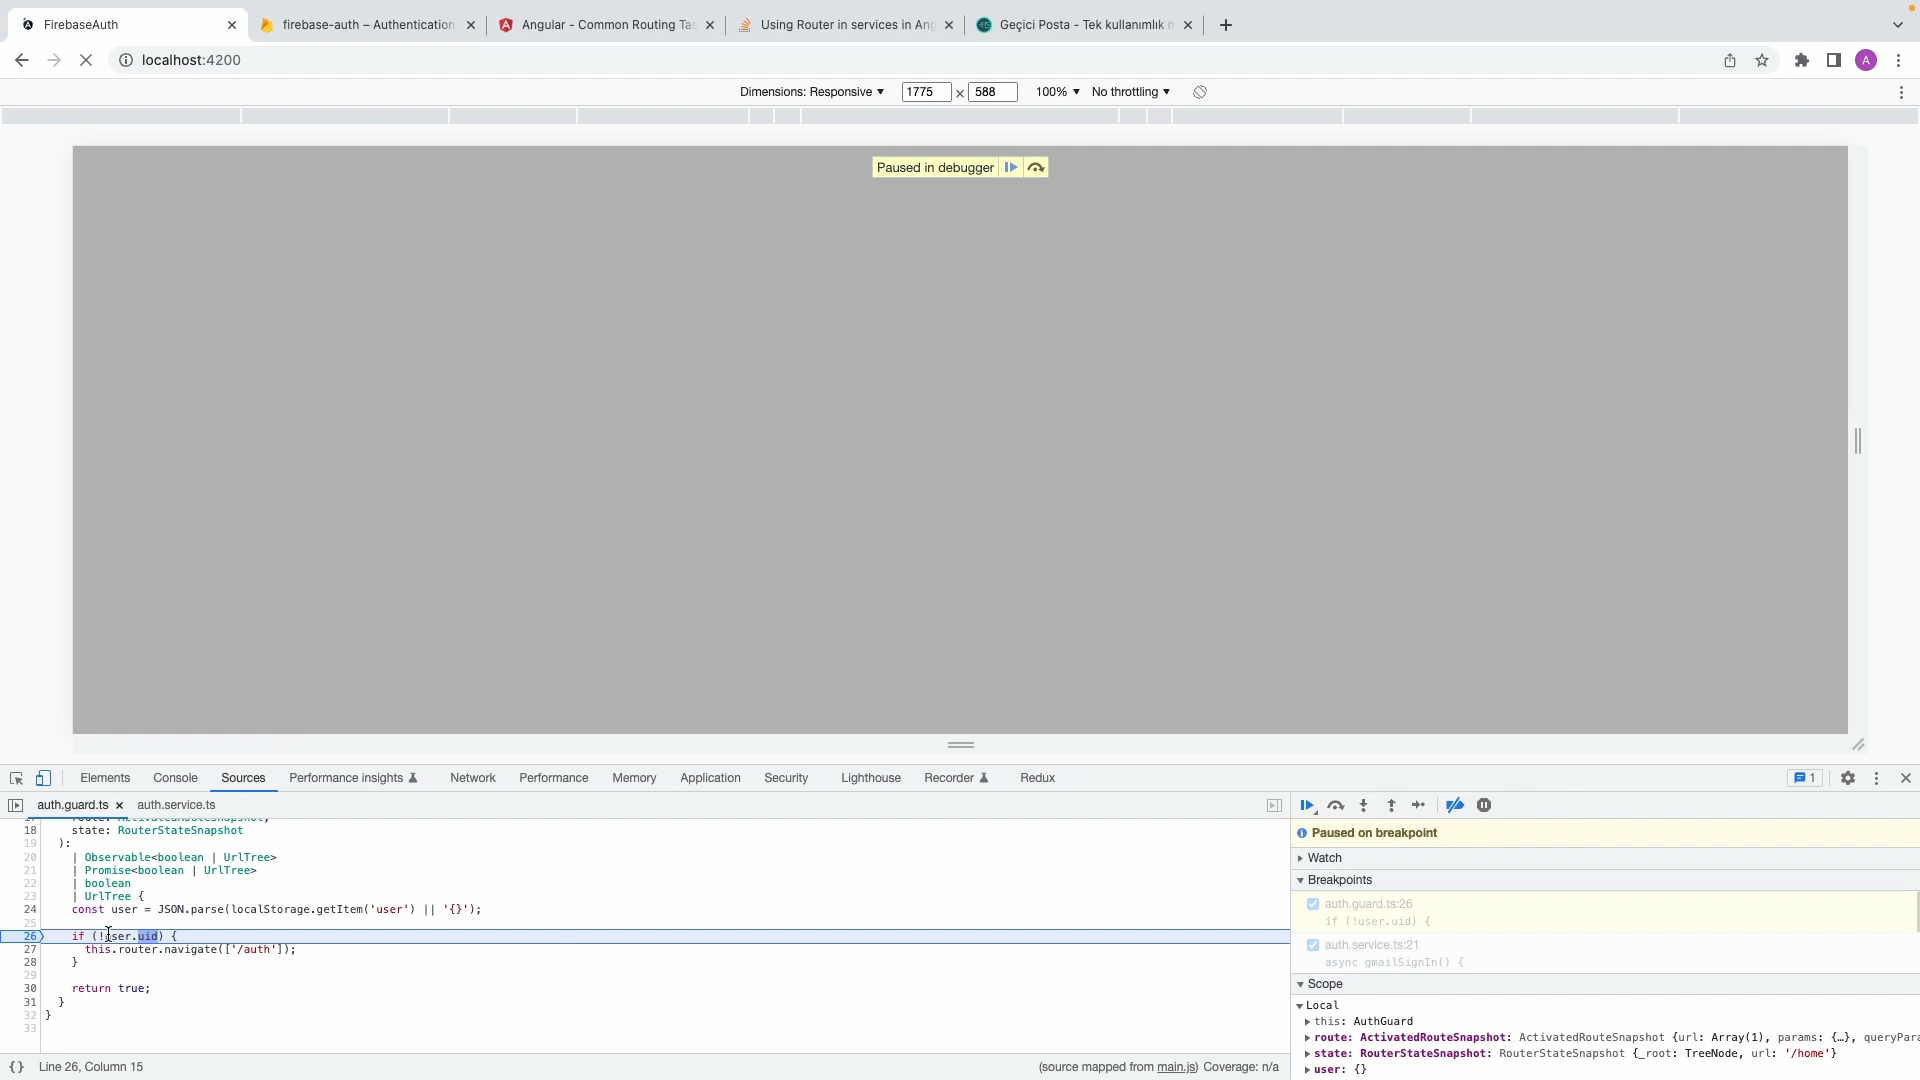 FirebaseAuth
firebase-auth – Authentication
Angular - Common Routing Tas
Using Router in services in Ang
Geçici Posta - Tek kullanımlık
localhost:4200
A
Dimensions: Responsive
1775 × 588
100%
No throttling
Paused in debugger
Elements
Console
Sources
Performance insights
Network
Performance
Memory
Application
Security
Lighthouse
Recorder
Redux
1
auth.guard.ts
auth.service.ts
18 state: RouterStateSnapshot
19 ):
20 | Observable<boolean | UrlTree>
21 | Promise<boolean | UrlTree>
22 | boolean
23 | UrlTree {
24 const user = JSON.parse(localStorage.getItem('user') || '{}');
25
26 if (!user.uid) {
27 this.router.navigate(['/auth']);
28 }
29
30 return true;
31 }
32 }
33
{} Line 26, Column 15
(source mapped from main.js) Coverage: n/a
Paused on breakpoint
Watch
Breakpoints
auth.guard.ts:26
if (!user.uid) {
auth.service.ts:21
async gmailSignIn() {
Scope
Local
this: AuthGuard
route: ActivatedRouteSnapshot: ActivatedRouteSnapshot {url: Array(1), params: {…}, queryPara
state: RouterStateSnapshot: RouterStateSnapshot {_root: TreeNode, url: '/home'}
user: {}